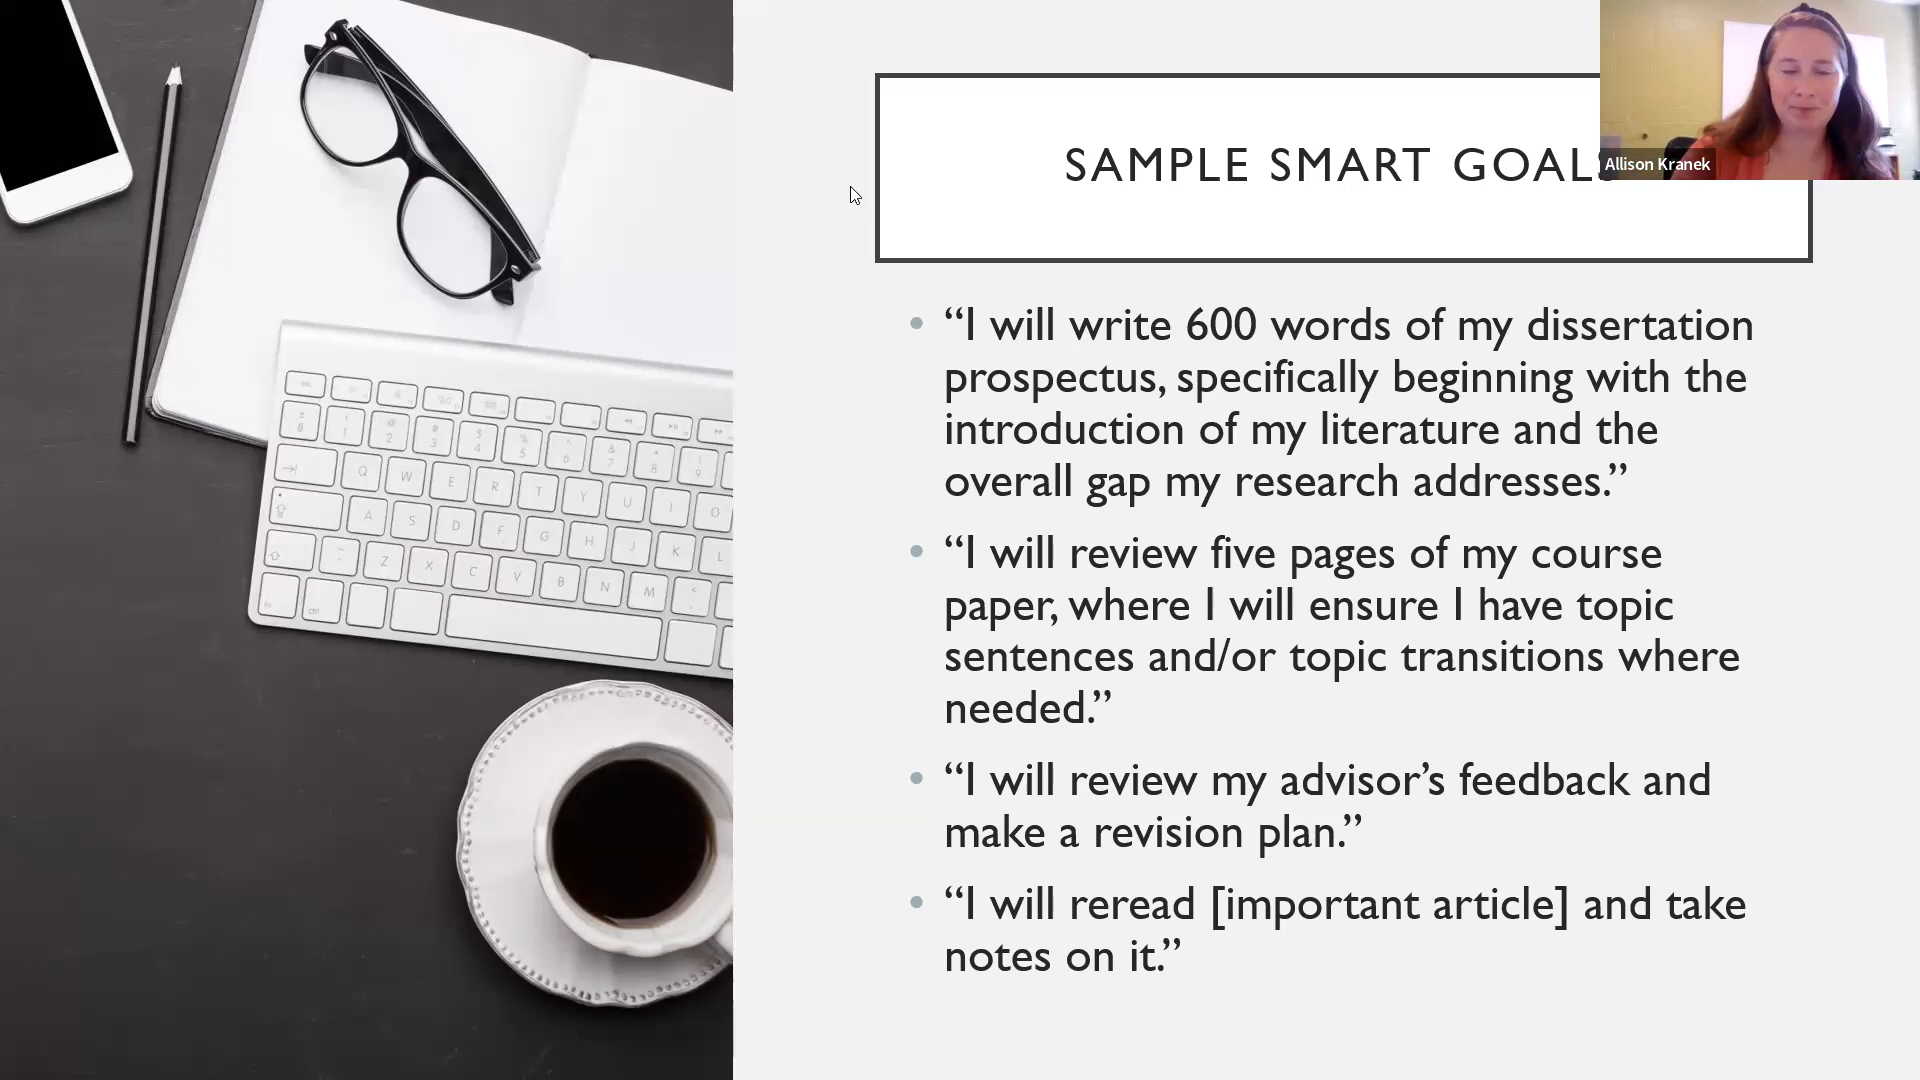 SAMPLE SMART GOALS
Allison Kranek
• “I will write 600 words of my dissertation
prospectus, specifically beginning with the
introduction of my literature and the
overall gap my research addresses.”
• “I will review five pages of my course
paper, where I will ensure I have topic
sentences and/or topic transitions where
needed.”
• “I will review my advisor’s feedback and
make a revision plan.”
• “I will reread [important article] and take
notes on it.”
Q W E R T Y U I O
A S D F G H J K L
Z X C V B N M